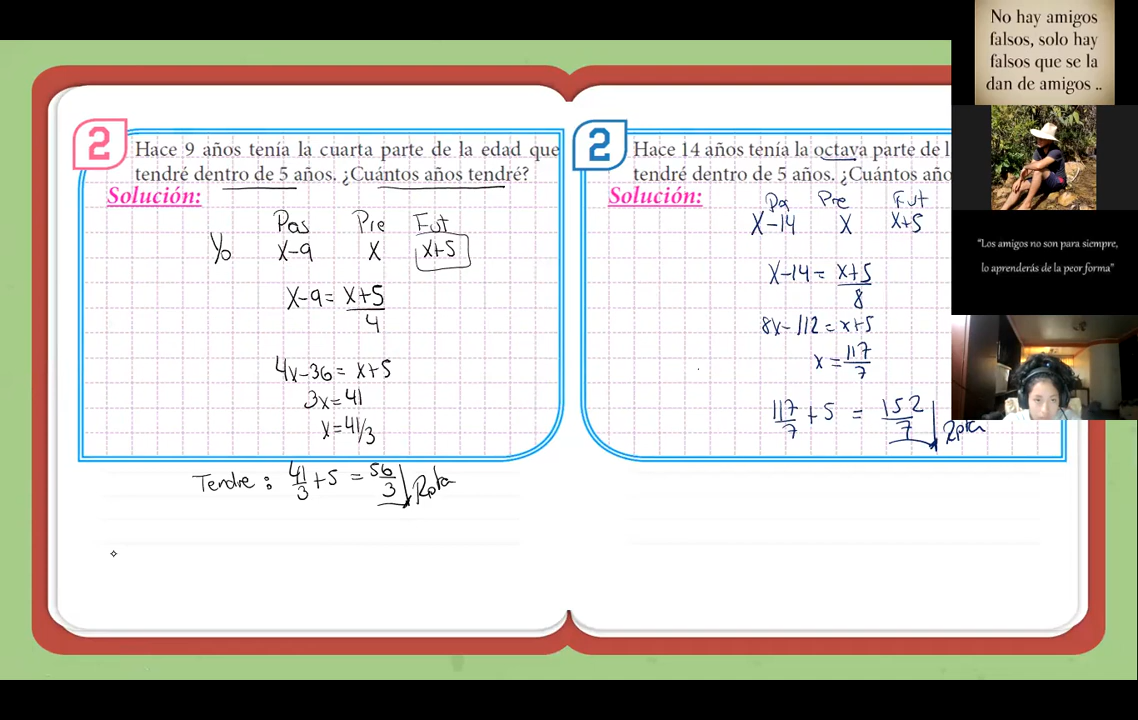 2
Hace 9 años tenía la cuarta parte de la edad que
tendré dentro de 5 años. ¿Cuántos años tendré?
Solución:
Pas Pre Fut
Yo x-9 x x+5
x-9 = x+5
4
4x-36 = x+5
3x = 41
x = 41/3
Tendre : 41/3 + 5 = 56/3 Rpta
2
Hace 14 años tenía la octava parte de l
tendré dentro de 5 años. ¿Cuántos año
Solución:
Pa Pre Fut
x-14 x x+5
x-14 = x+5
8
8x-112 = x+5
x = 117/7
117/7 + 5 = 152/7 Rpta
No hay amigos
falsos, solo hay
falsos que se la
dan de amigos ..
"Los amigos no son para siempre,
lo aprenderás de la peor forma"